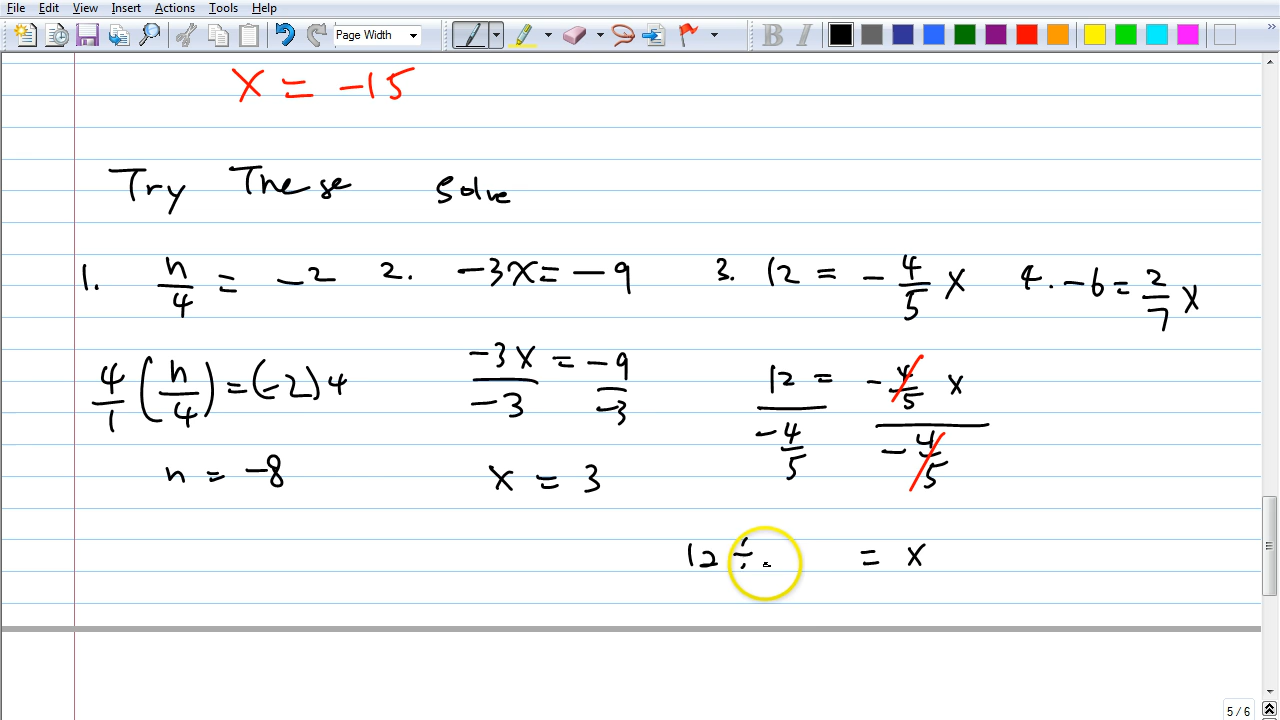 File Edit View Insert Actions Tools Help
Page Width
x = -15
Try These Solve
1. n/4 = -2 2. -3x = -9 3. 12 = -4/5 x 4. -6 = 2/7 x
4/1 (n/4) = (-2)4 -3x/-3 = -9/-3 12/(-4/5) = -4/5 x/(-4/5)
n = -8 x = 3
12 ÷ = x
5 / 6